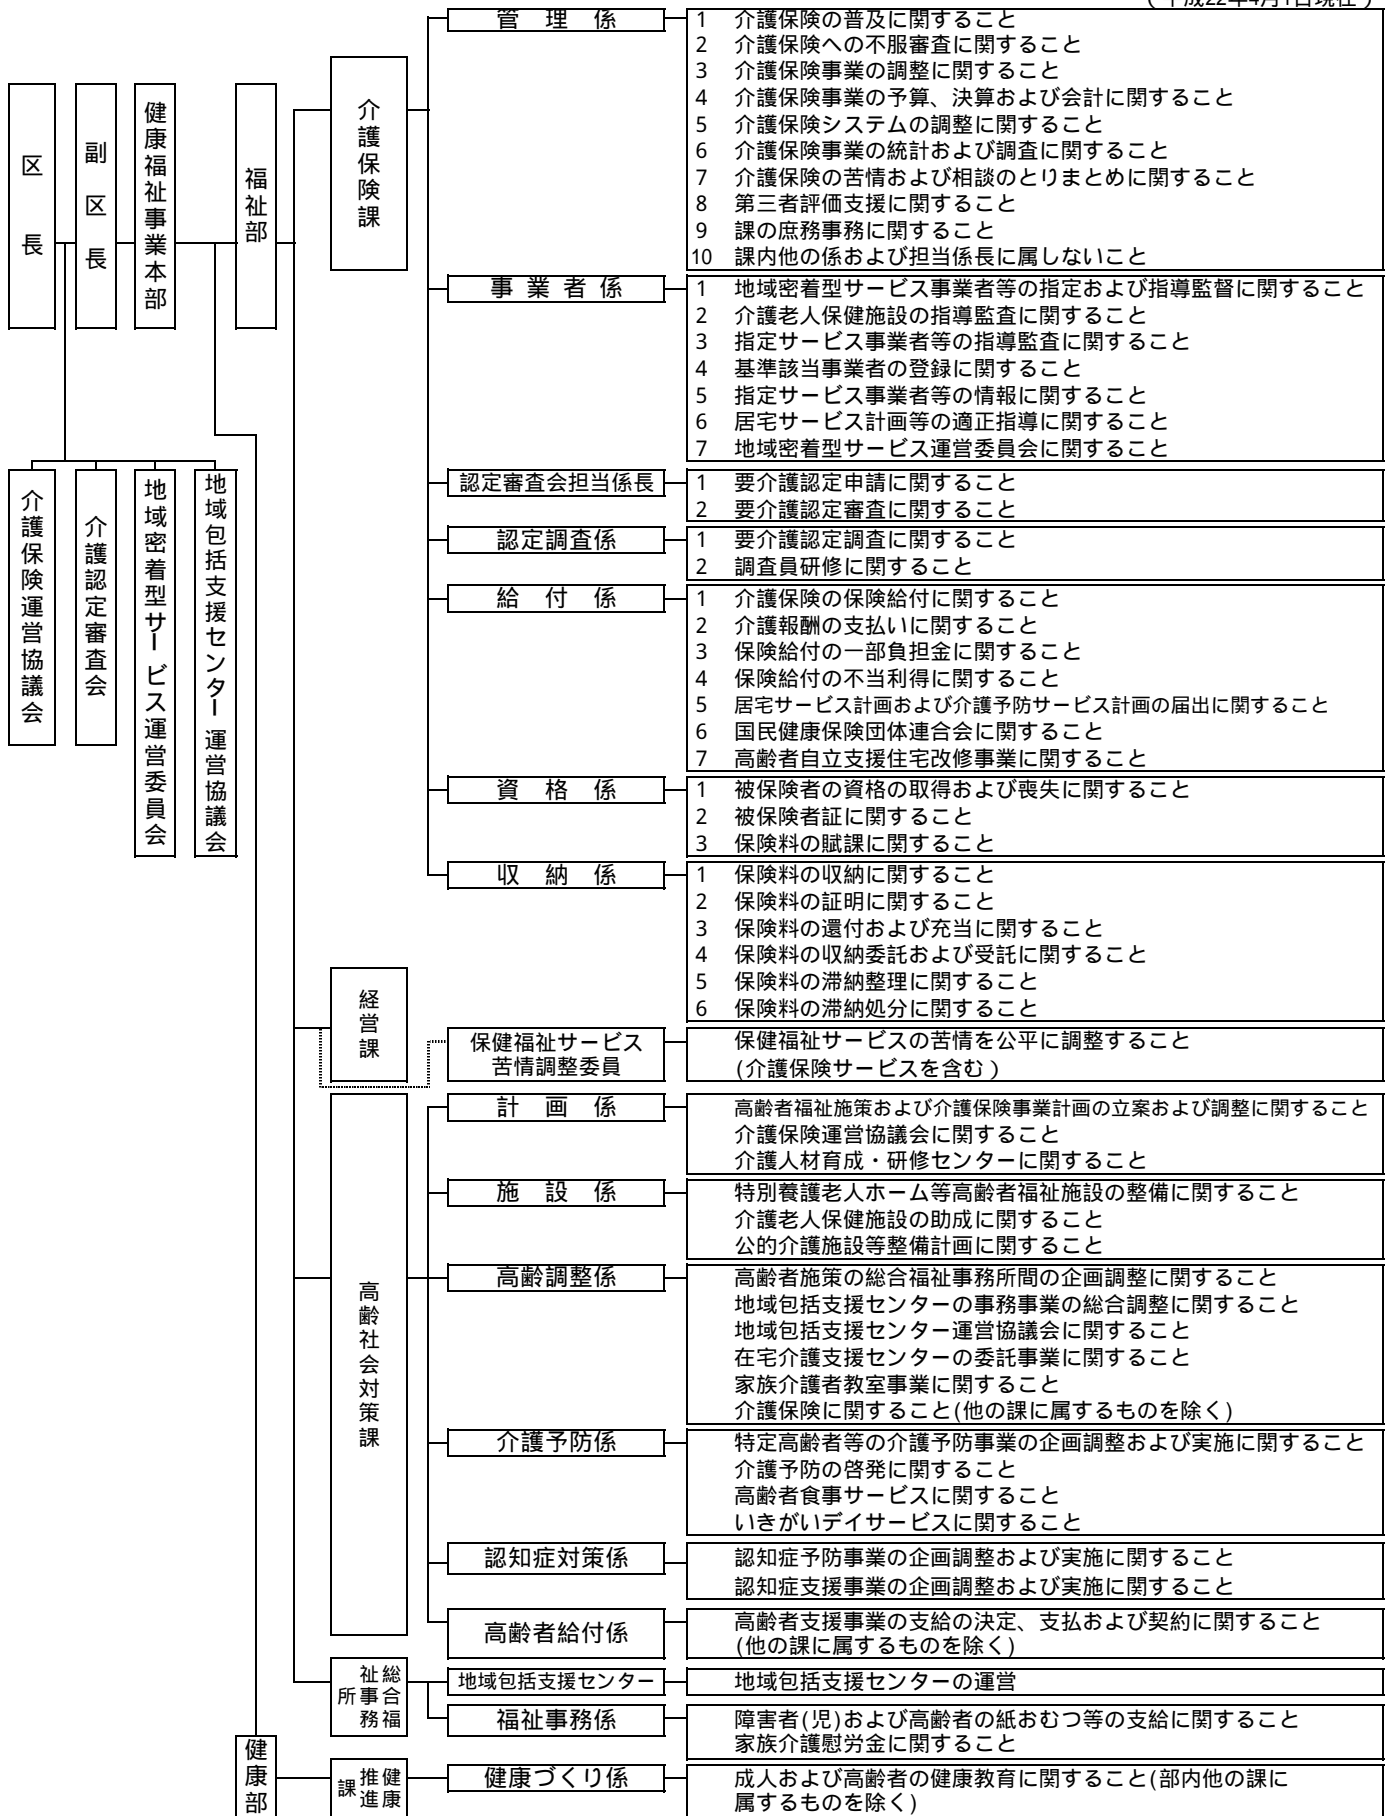 （平成22年4月1日現在）
区長
副区長
健康福祉事業本部
福祉部
介護保険運営協議会
介護認定審査会
地域密着型サービス運営委員会
地域包括支援センター運営協議会
介護保険課
管理係
1 介護保険の普及に関すること
2 介護保険への不服審査に関すること
3 介護保険事業の調整に関すること
4 介護保険事業の予算、決算および会計に関すること
5 介護保険システムの調整に関すること
6 介護保険事業の統計および調査に関すること
7 介護保険の苦情および相談のとりまとめに関すること
8 第三者評価支援に関すること
9 課の庶務事務に関すること
10 課内他の係および担当係長に属しないこと
事業者係
1 地域密着型サービス事業者等の指定および指導監督に関すること
2 介護老人保健施設の指導監査に関すること
3 指定サービス事業者等の指導監査に関すること
4 基準該当事業者の登録に関すること
5 指定サービス事業者等の情報に関すること
6 居宅サービス計画等の適正指導に関すること
7 地域密着型サービス運営委員会に関すること
認定審査会担当係長
1 要介護認定申請に関すること
2 要介護認定審査に関すること
認定調査係
1 要介護認定調査に関すること
2 調査員研修に関すること
給付係
1 介護保険の保険給付に関すること
2 介護報酬の支払いに関すること
3 保険給付の一部負担金に関すること
4 保険給付の不当利得に関すること
5 居宅サービス計画および介護予防サービス計画の届出に関すること
6 国民健康保険団体連合会に関すること
7 高齢者自立支援住宅改修事業に関すること
資格係
1 被保険者の資格の取得および喪失に関すること
2 被保険者証に関すること
3 保険料の賦課に関すること
収納係
1 保険料の収納に関すること
2 保険料の証明に関すること
3 保険料の還付および充当に関すること
4 保険料の収納委託および受託に関すること
5 保険料の滞納整理に関すること
6 保険料の滞納処分に関すること
経営課
保健福祉サービス
苦情調整委員
保健福祉サービスの苦情を公平に調整すること
(介護保険サービスを含む)
高齢社会対策課
計画係
高齢者福祉施策および介護保険事業計画の立案および調整に関すること
介護保険運営協議会に関すること
介護人材育成・研修センターに関すること
施設係
特別養護老人ホーム等高齢者福祉施設の整備に関すること
介護老人保健施設の助成に関すること
公的介護施設等整備計画に関すること
高齢調整係
高齢者施策の総合福祉事務所間の企画調整に関すること
地域包括支援センターの事務事業の総合調整に関すること
地域包括支援センター運営協議会に関すること
在宅介護支援センターの委託事業に関すること
家族介護者教室事業に関すること
介護保険に関すること(他の課に属するものを除く)
介護予防係
特定高齢者等の介護予防事業の企画調整および実施に関すること
介護予防の啓発に関すること
高齢者食事サービスに関すること
いきがいデイサービスに関すること
認知症対策係
認知症予防事業の企画調整および実施に関すること
認知症支援事業の企画調整および実施に関すること
高齢者給付係
高齢者支援事業の支給の決定、支払および契約に関すること
(他の課に属するものを除く)
総合福
祉事務
所
地域包括支援センター
地域包括支援センターの運営
福祉事務係
障害者(児)および高齢者の紙おむつ等の支給に関すること
家族介護慰労金に関すること
健康部
健康
推進
課
健康づくり係
成人および高齢者の健康教育に関すること(部内他の課に
属するものを除く)